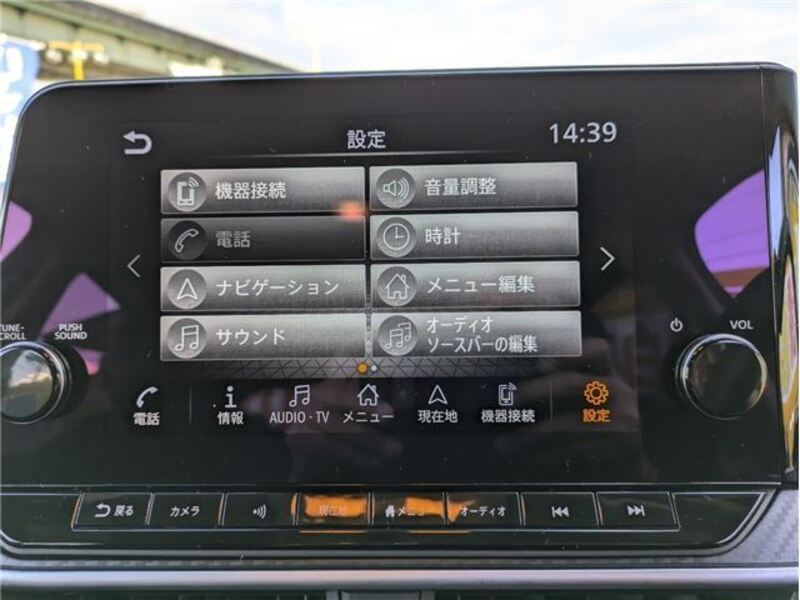 設定
14:39
機器接続
音量調整
電話
時計
ナビゲーション
メニュー編集
サウンド
オーディオ
ソースバーの編集
TUNE・
SCROLL
PUSH
SOUND
VOL
電話
情報
AUDIO・TV
メニュー
現在地
機器接続
設定
戻る
カメラ
現在地
メニュー
オーディオ